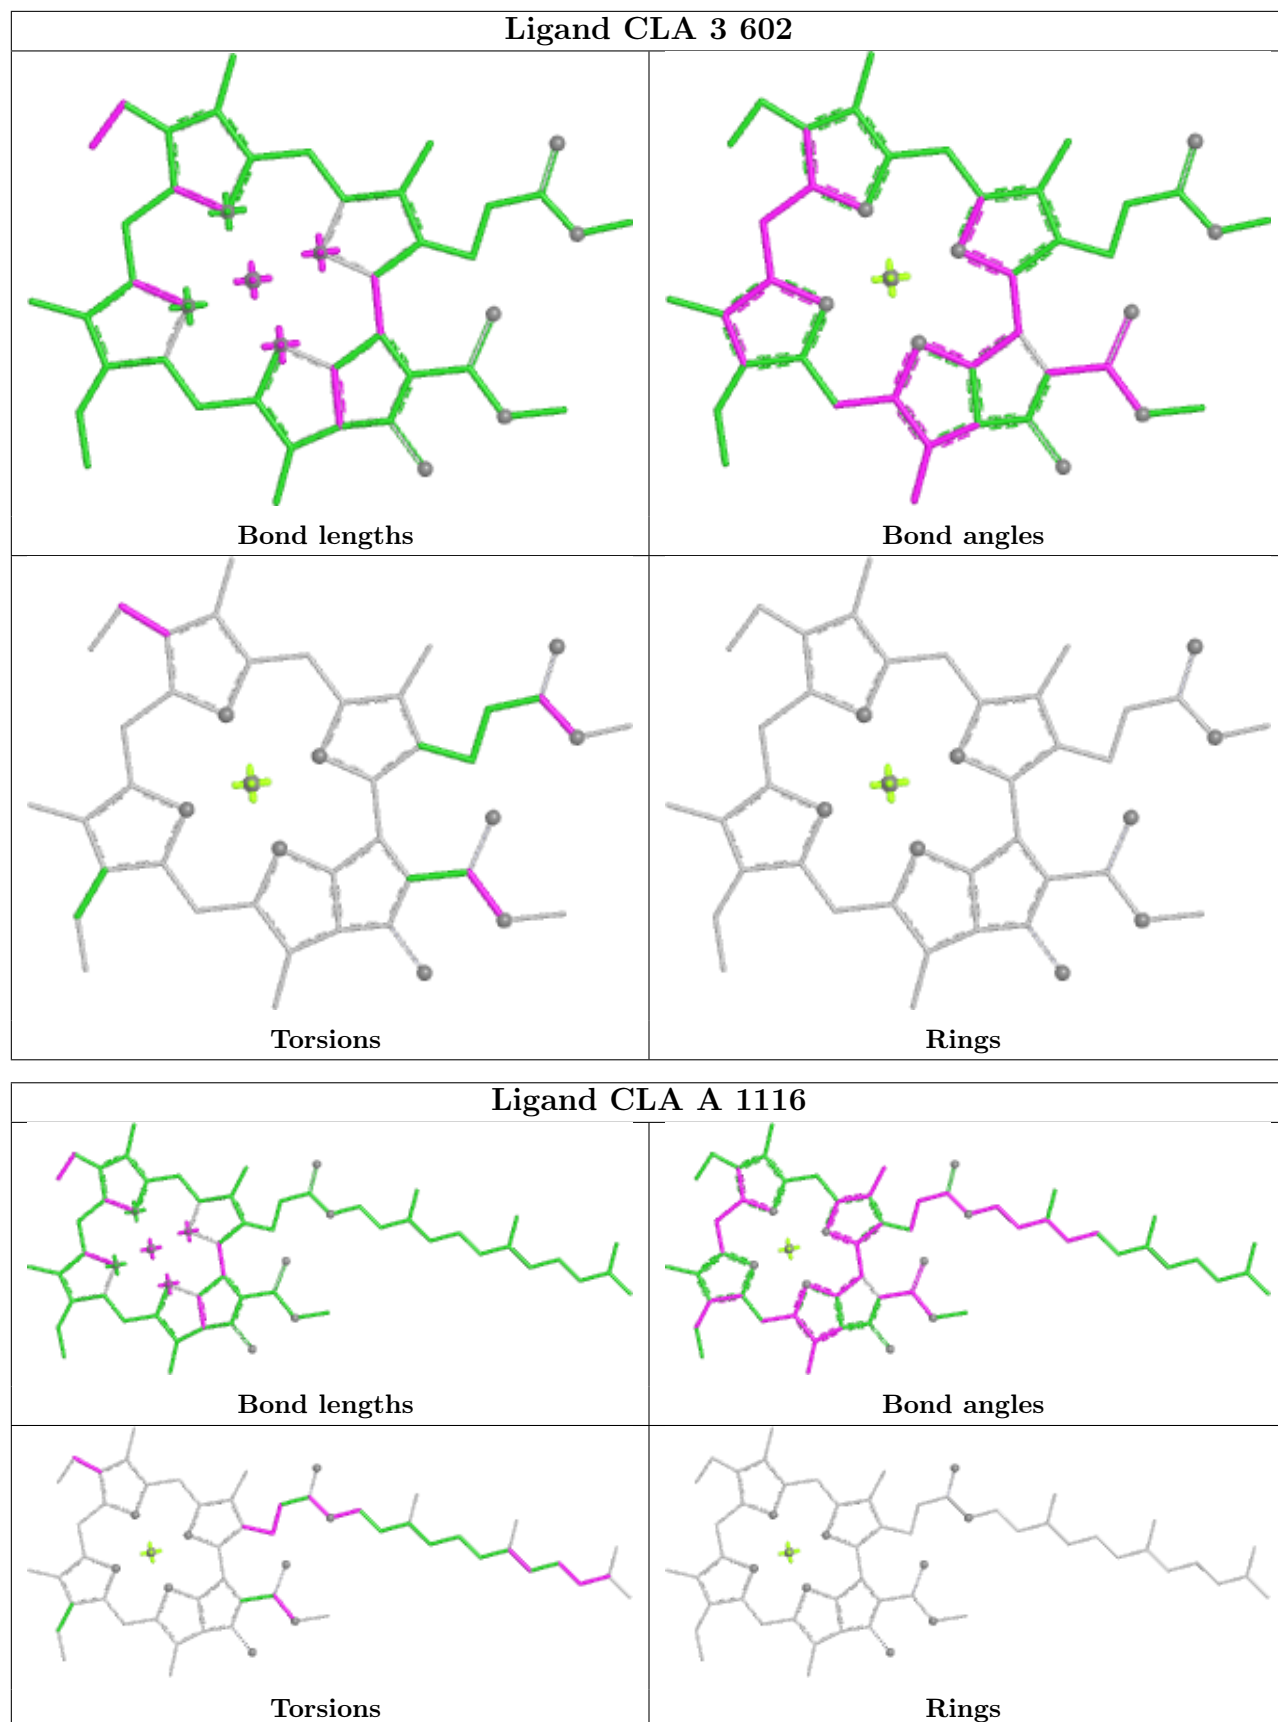 Ligand CLA 3 602
Bond lengths
Bond angles
Torsions
Rings
Ligand CLA A 1116
Bond lengths
Bond angles
Torsions
Rings